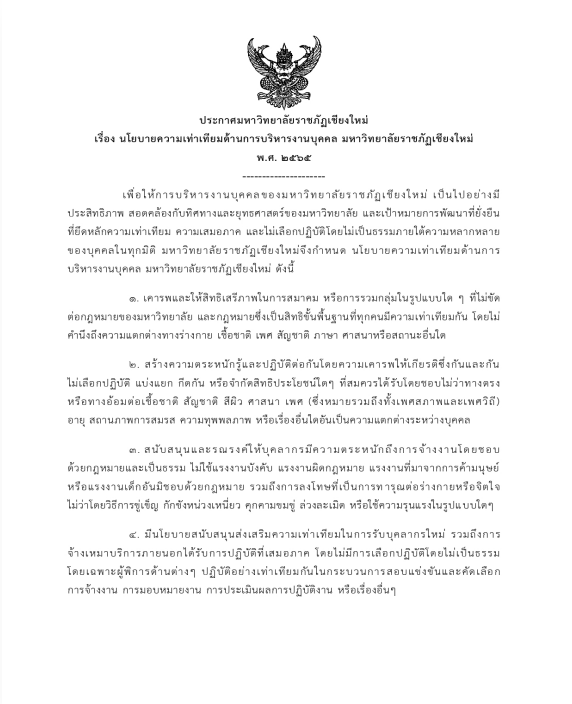 ประกาศมหาวิทยาลัยราชภัฏเชียงใหม่
เรื่อง นโยบายความเท่าเทียมด้านการบริหารงานบุคคล มหาวิทยาลัยราชภัฏเชียงใหม่
พ.ศ. ๒๕๖๕
---------------------
เพื่อให้การบริหารงานบุคคลของมหาวิทยาลัยราชภัฏเชียงใหม่ เป็นไปอย่างมี
ประสิทธิภาพ สอดคล้องกับทิศทางและยุทธศาสตร์ของมหาวิทยาลัย และเป้าหมายการพัฒนาที่ยั่งยืน
ที่ยึดหลักความเท่าเทียม ความเสมอภาค และไม่เลือกปฏิบัติโดยไม่เป็นธรรมภายใต้ความหลากหลาย
ของบุคคลในทุกมิติ มหาวิทยาลัยราชภัฏเชียงใหม่จึงกำหนด นโยบายความเท่าเทียมด้านการ
บริหารงานบุคคล มหาวิทยาลัยราชภัฏเชียงใหม่ ดังนี้
๑. เคารพและให้สิทธิเสรีภาพในการสมาคม หรือการรวมกลุ่มในรูปแบบใด ๆ ที่ไม่ขัด
ต่อกฎหมายของมหาวิทยาลัย และกฎหมายซึ่งเป็นสิทธิขั้นพื้นฐานที่ทุกคนมีความเท่าเทียมกัน โดยไม่
คำนึงถึงความแตกต่างทางร่างกาย เชื้อชาติ เพศ สัญชาติ ภาษา ศาสนาหรือสถานะอื่นใด
๒. สร้างความตระหนักรู้และปฏิบัติต่อกันโดยความเคารพให้เกียรติซึ่งกันและกัน
ไม่เลือกปฏิบัติ แบ่งแยก กีดกัน หรือจำกัดสิทธิประโยชน์ใดๆ ที่สมควรได้รับโดยชอบไม่ว่าทางตรง
หรือทางอ้อมต่อเชื้อชาติ สัญชาติ สีผิว ศาสนา เพศ (ซึ่งหมายรวมถึงทั้งเพศสภาพและเพศวิถี)
อายุ สถานภาพการสมรส ความทุพพลภาพ หรือเรื่องอื่นใดอันเป็นความแตกต่างระหว่างบุคคล
๓. สนับสนุนและรณรงค์ให้บุคลากรมีความตระหนักถึงการจ้างงานโดยชอบ
ด้วยกฎหมายและเป็นธรรม ไม่ใช้แรงงานบังคับ แรงงานผิดกฎหมาย แรงงานที่มาจากการค้ามนุษย์
หรือแรงงานเด็กอันมิชอบด้วยกฎหมาย รวมถึงการลงโทษที่เป็นการทารุณต่อร่างกายหรือจิตใจ
ไม่ว่าโดยวิธีการขู่เข็ญ กักขังหน่วงเหนี่ยว คุกคามข่มขู่ ล่วงละเมิด หรือใช้ความรุนแรงในรูปแบบใดๆ
๔. มีนโยบายสนับสนุนส่งเสริมความเท่าเทียมในการรับบุคลากรใหม่ รวมถึงการ
จ้างเหมาบริการภายนอกได้รับการปฏิบัติที่เสมอภาค โดยไม่มีการเลือกปฏิบัติโดยไม่เป็นธรรม
โดยเฉพาะผู้พิการด้านต่างๆ ปฏิบัติอย่างเท่าเทียมกันในกระบวนการสอบแข่งขันและคัดเลือก
การจ้างงาน การมอบหมายงาน การประเมินผลการปฏิบัติงาน หรือเรื่องอื่นๆ